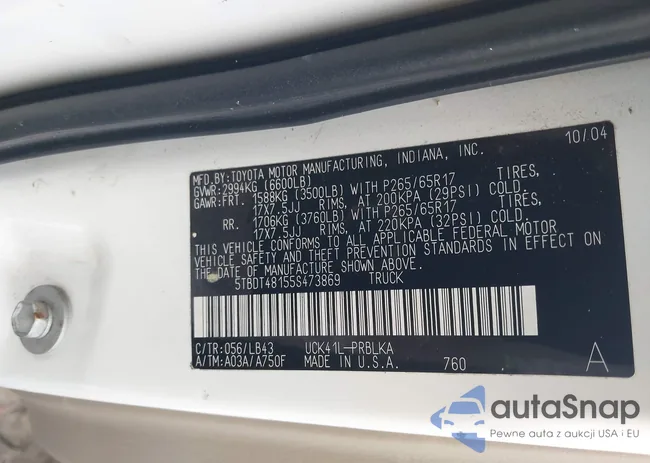 10/04
MFD.BY:TOYOTA MOTOR MANUFACTURING, INDIANA, INC.
GVWR:2994KG (6600LB)
GAWR:FRT. 1588KG (3500LB) WITH P265/65R17 TIRES,
17X7.5JJ RIMS, AT 200KPA (29PSI) COLD.
RR. 1706KG (3760LB) WITH P265/65R17 TIRES,
17X7.5JJ RIMS, AT 220KPA (32PSI) COLD.
THIS VEHICLE CONFORMS TO ALL APPLICABLE FEDERAL MOTOR
VEHICLE SAFETY THEFT PREVENTION STANDARDS IN EFFECT ON
THE DATE OF MANUFACTURE SHOWN ABOVE.
5TBDT48155S473869 TRUCK
C/TR:056/LB43 UCK41L-PRBLKA
A/TM:A03A/A750F MADE IN U.S.A. 760 A
autaSnap
Pewne auta z aukcji USA i EU